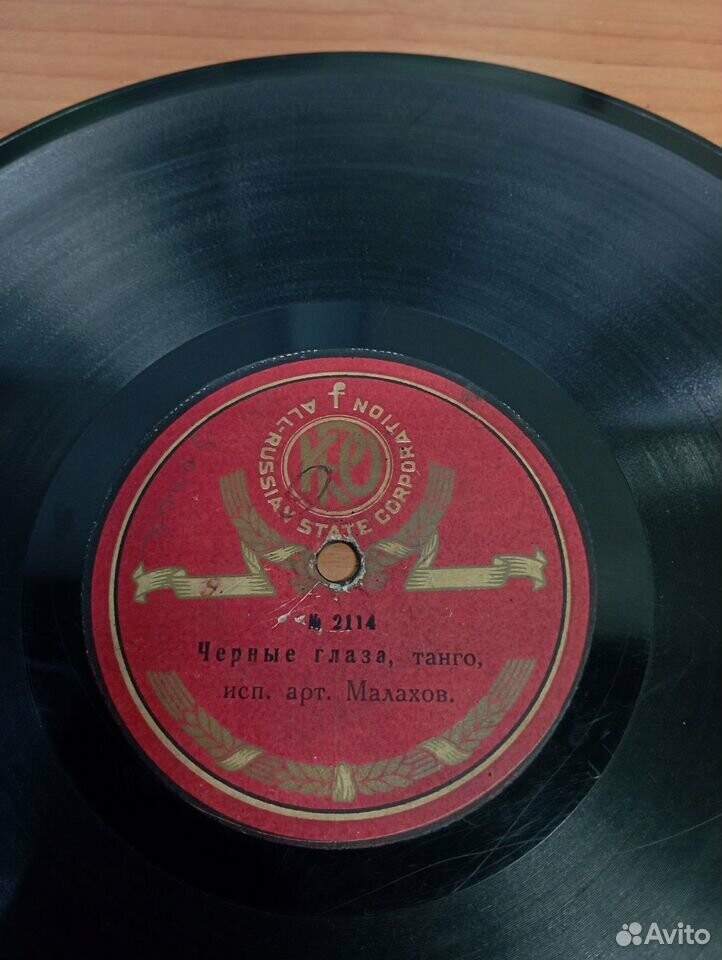 ALL-RUSSIAN STATE CORPORATION
№ 2114
Черные глаза, танго,
исп. арт. Малахов.
Avito